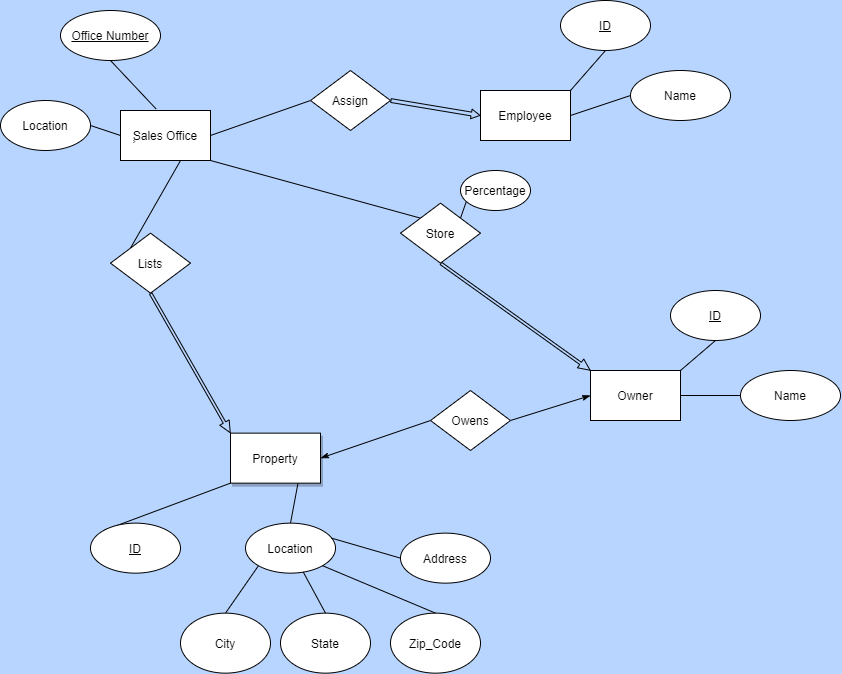 ID
Office Number
Name
Assign
Employee
Location
Sales Office
Percentage
Store
Lists
ID
Owner
Name
Owens
Property
ID
Location
Address
City
State
Zip_Code